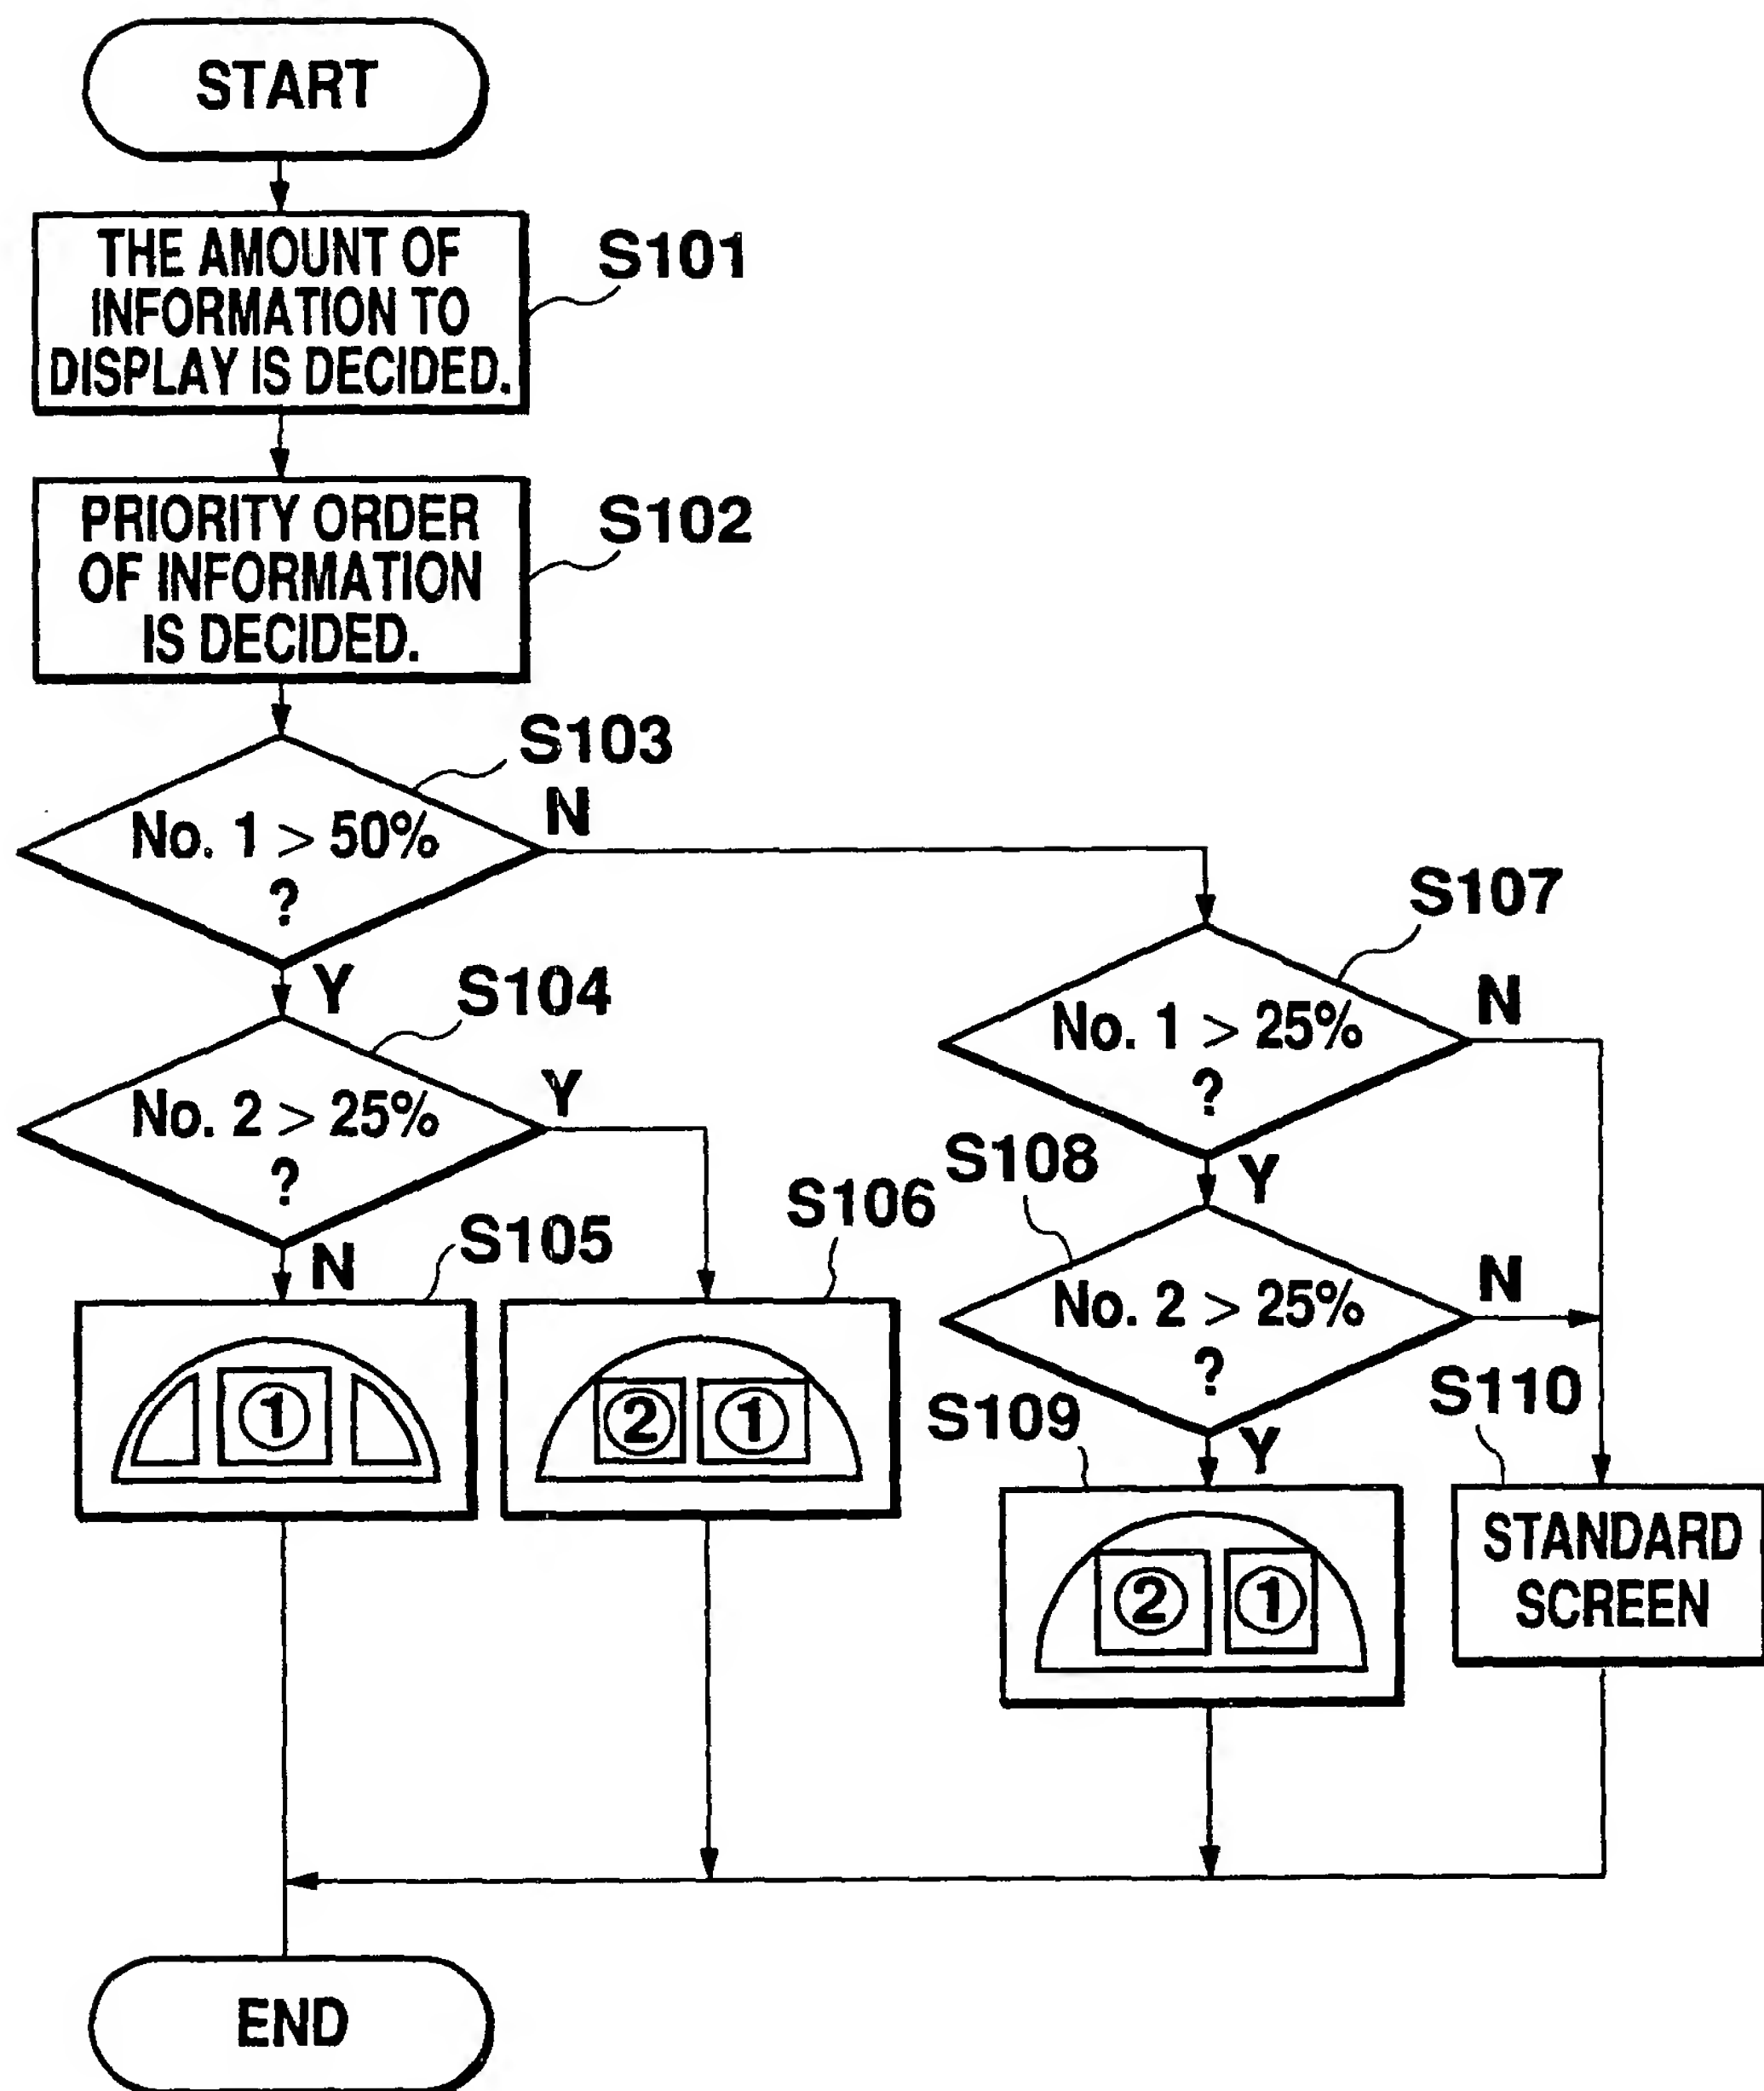 START
THE AMOUNT OF
INFORMATION TO
DISPLAY IS DECIDED.
S101
PRIORITY ORDER
OF INFORMATION
IS DECIDED.
S102
S103
No. 1 > 50%
?
N
Y
S104
No. 2 > 25%
?
Y
N
S105
①
S106
② ①
S107
No. 1 > 25%
?
N
Y
S108
No. 2 > 25%
?
N
Y
S109
② ①
S110
STANDARD
SCREEN
END